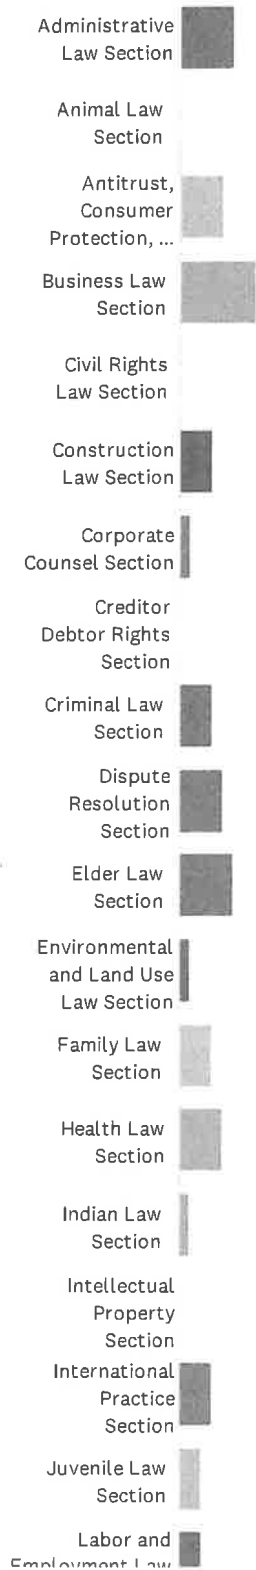 Administrative
Law Section
Animal Law
Section
Antitrust,
Consumer
Protection, ...
Business Law
Section
Civil Rights
Law Section
Construction
Law Section
Corporate
Counsel Section
Creditor
Debtor Rights
Section
Criminal Law
Section
Dispute
Resolution
Section
Elder Law
Section
Environmental
and Land Use
Law Section
Family Law
Section
Health Law
Section
Indian Law
Section
Intellectual
Property
Section
International
Practice
Section
Juvenile Law
Section
Labor and
Employment Law